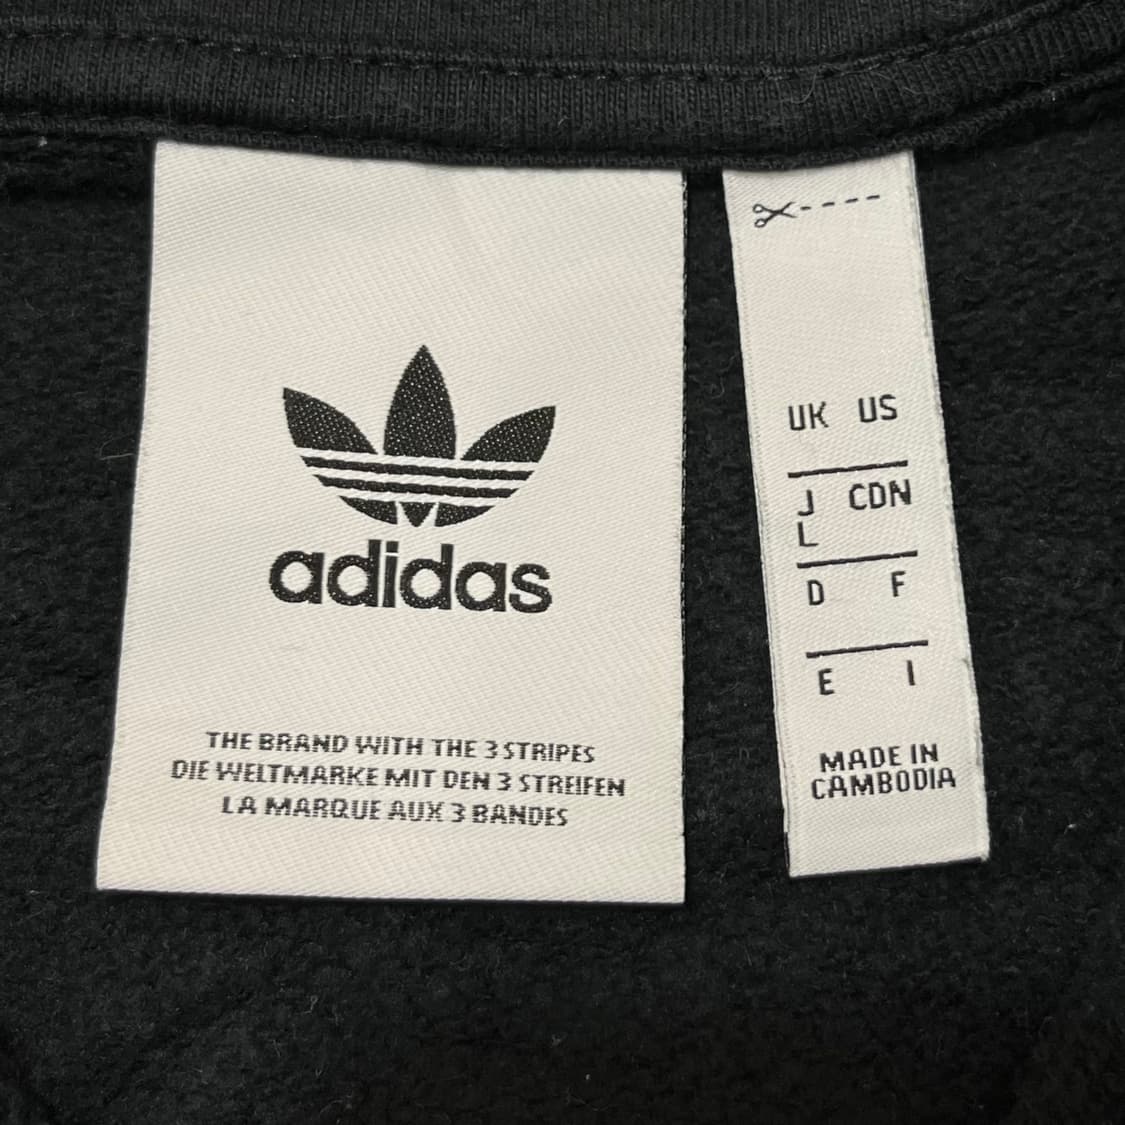 adidas
THE BRAND WITH THE 3 STRIPES
DIE WELTMARKE MIT DEN 3 STREIFEN
LA MARQUE AUX 3 BANDES
UK US
J CDN
L
D F
E I
MADE IN
CAMBODIA